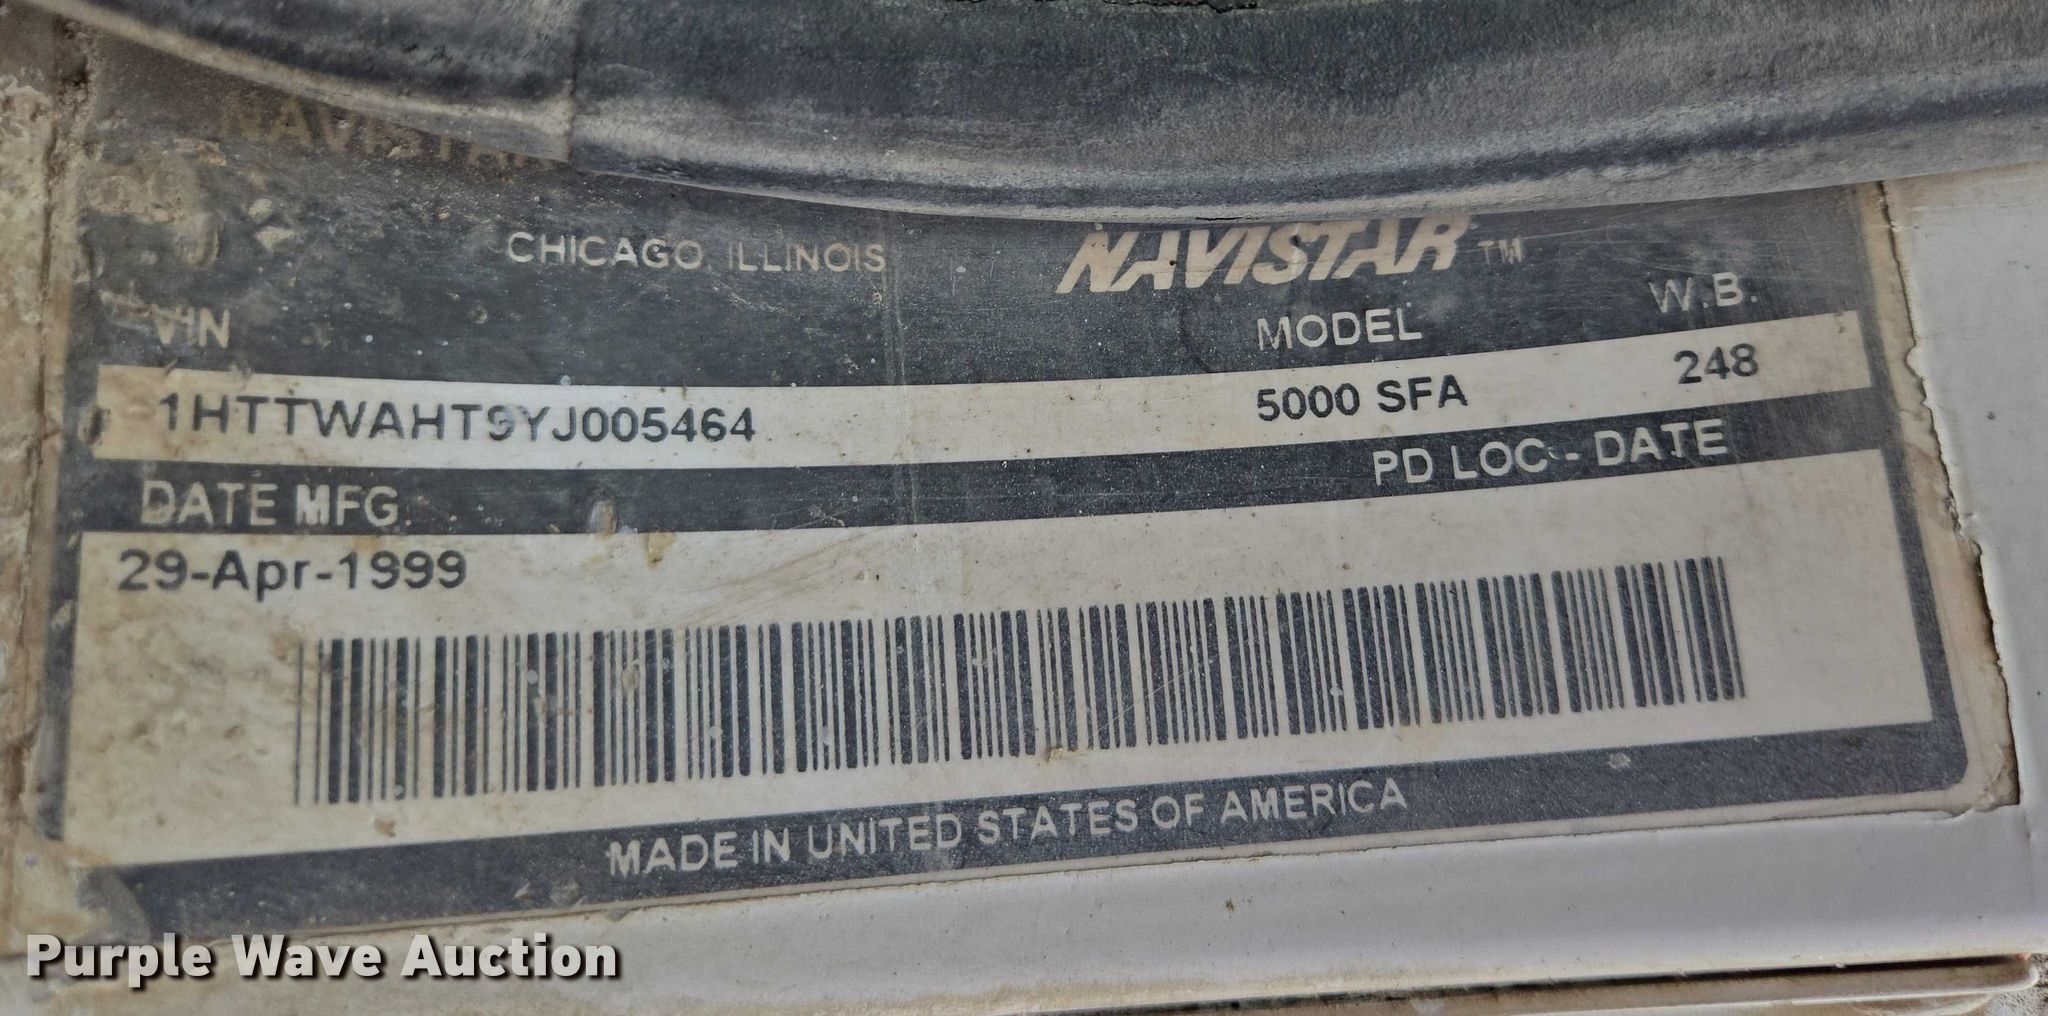 NAVISTAR
CHICAGO, ILLINOIS
NAVISTAR™
VIN MODEL W.B.
1HTTWAHT9YJ005464 5000 SFA 248
DATE MFG. PD LOC - DATE
29-Apr-1999
MADE IN UNITED STATES OF AMERICA
Purple Wave Auction